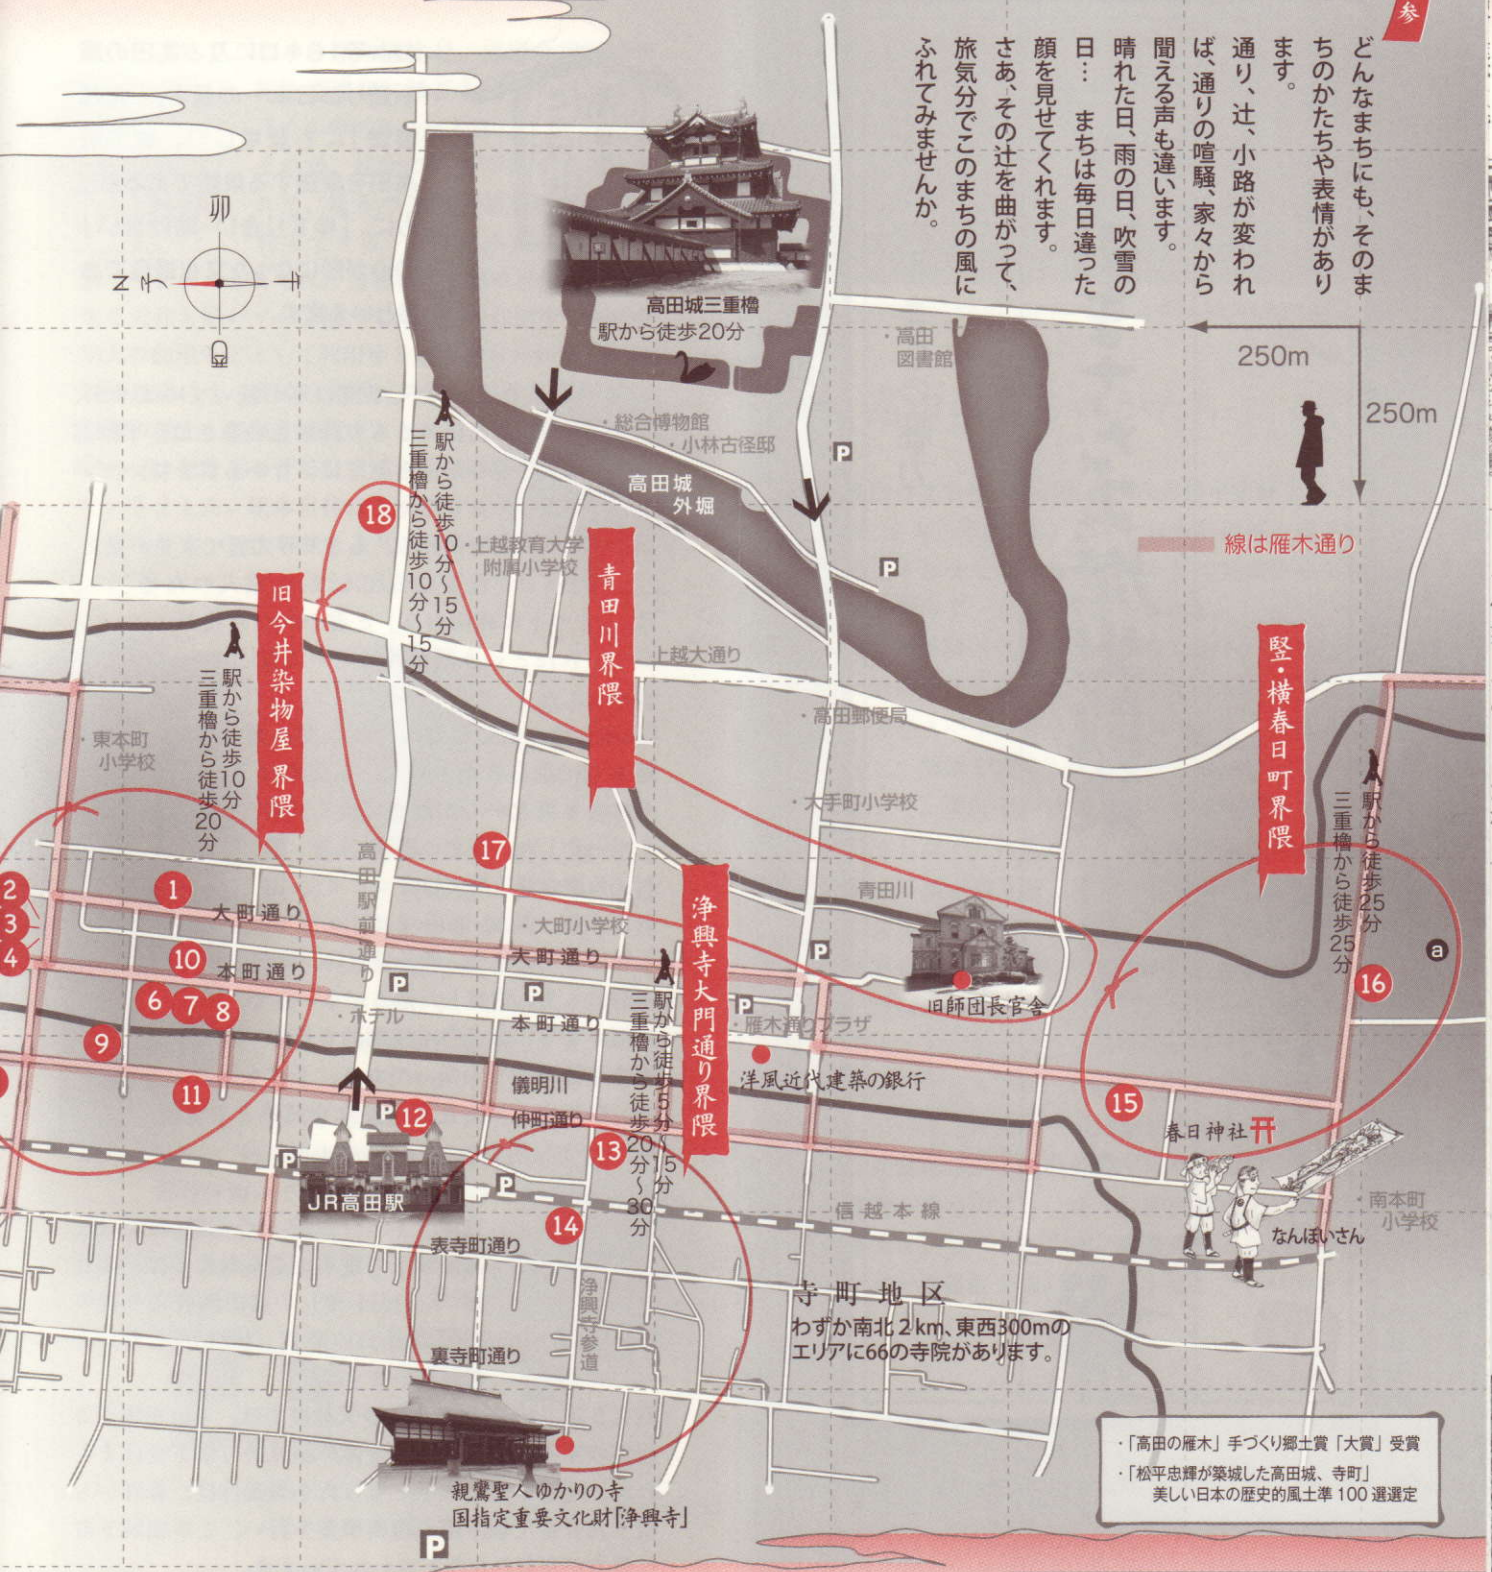 参
どんなまちにも、そのま
ちのかたちや表情があり
ます。
通り、辻、小路が変われ
ば、通りの喧騒、家々から
聞える声も違います。
晴れた日、雨の日、吹雪の
日… まちは毎日違った
顔を見せてくれます。
さあ、その辻を曲がって、
旅気分でこのまちの風に
ふれてみませんか。
卯
N 子
高田城三重櫓
駅から徒歩20分
・高田
図書館
250m
250m
線は雁木通り
・総合博物館
・小林古径邸
高田城
外堀
P
P
駅から徒歩10分〜15分
三重櫓から徒歩10分〜15分
18
・上越教育大学
附属小学校
青田川界隈
旧今井染物屋 界隈
駅から徒歩10分
三重櫓から徒歩20分
上越大通り
・高田郵便局
竪・横春日町界隈
駅から徒歩25分
三重櫓から徒歩25分
・東本町
小学校
・大手町小学校
高田駅前通り
17
青田川
浄興寺大門通り界隈
駅から徒歩5分〜15分
三重櫓から徒歩20分〜30分
2
3
4
1
大町通り
・大町小学校
大町通り
10
本町通り
6
7
8
P
P
P
P
a
16
旧師団長官舎
・ホテル
本町通り
・雁木通りプラザ
9
11
洋風近代建築の銀行
儀明川
仲町通り
15
春日神社
P
12
13
P
P
JR高田駅
14
信越本線
・南本町
小学校
なんぽいさん
表寺町通り
浄興寺参道
寺町地区
わずか南北2km、東西300mの
エリアに66の寺院があります。
裏寺町通り
親鸞聖人ゆかりの寺
国指定重要文化財「浄興寺」
P
・「高田の雁木」手づくり郷土賞「大賞」受賞
・「松平忠輝が築城した高田城、寺町」
美しい日本の歴史的風土準100選選定